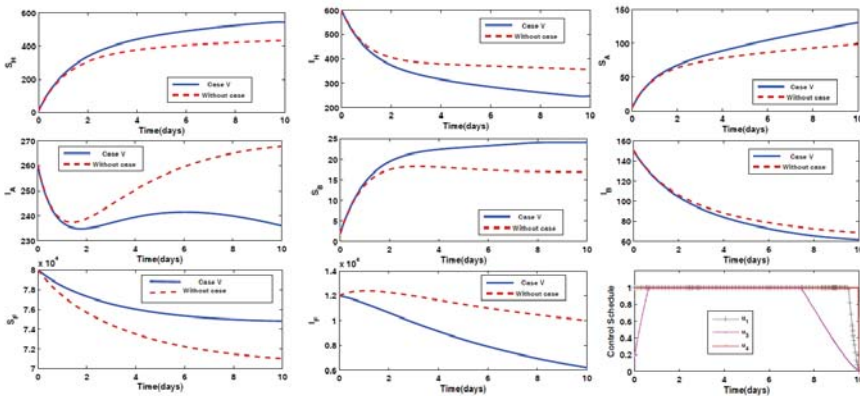 600
400
200
0
S_H
Case V
Without case
0 2 4 6 8 10
Time(days)
600
500
400
300
200
I_H
Case V
Without case
0 2 4 6 8 10
Time(days)
150
100
50
0
S_A
Case V
Without case
0 2 4 6 8 10
Time(days)
270
260
250
240
230
I_A
Case V
Without case
0 2 4 6 8 10
Time(days)
25
20
15
10
5
0
S_B
Case V
Without case
0 2 4 6 8 10
Time(days)
160
140
120
100
80
60
I_B
Case V
Without case
0 2 4 6 8 10
Time(days)
8 x 10⁴
7.8
7.6
7.4
7.2
7
S_F
Case V
Without case
0 2 4 6 8 10
Time(days)
1.6 x 10⁴
1.4
1.2
1
0.8
0.6
I_F
Case V
Without case
0 2 4 6 8 10
Time(days)
1
0.8
0.6
0.4
0.2
0
Control Schedule
u_1
u_3
u_4
0 2 4 6 8 10
Time(days)